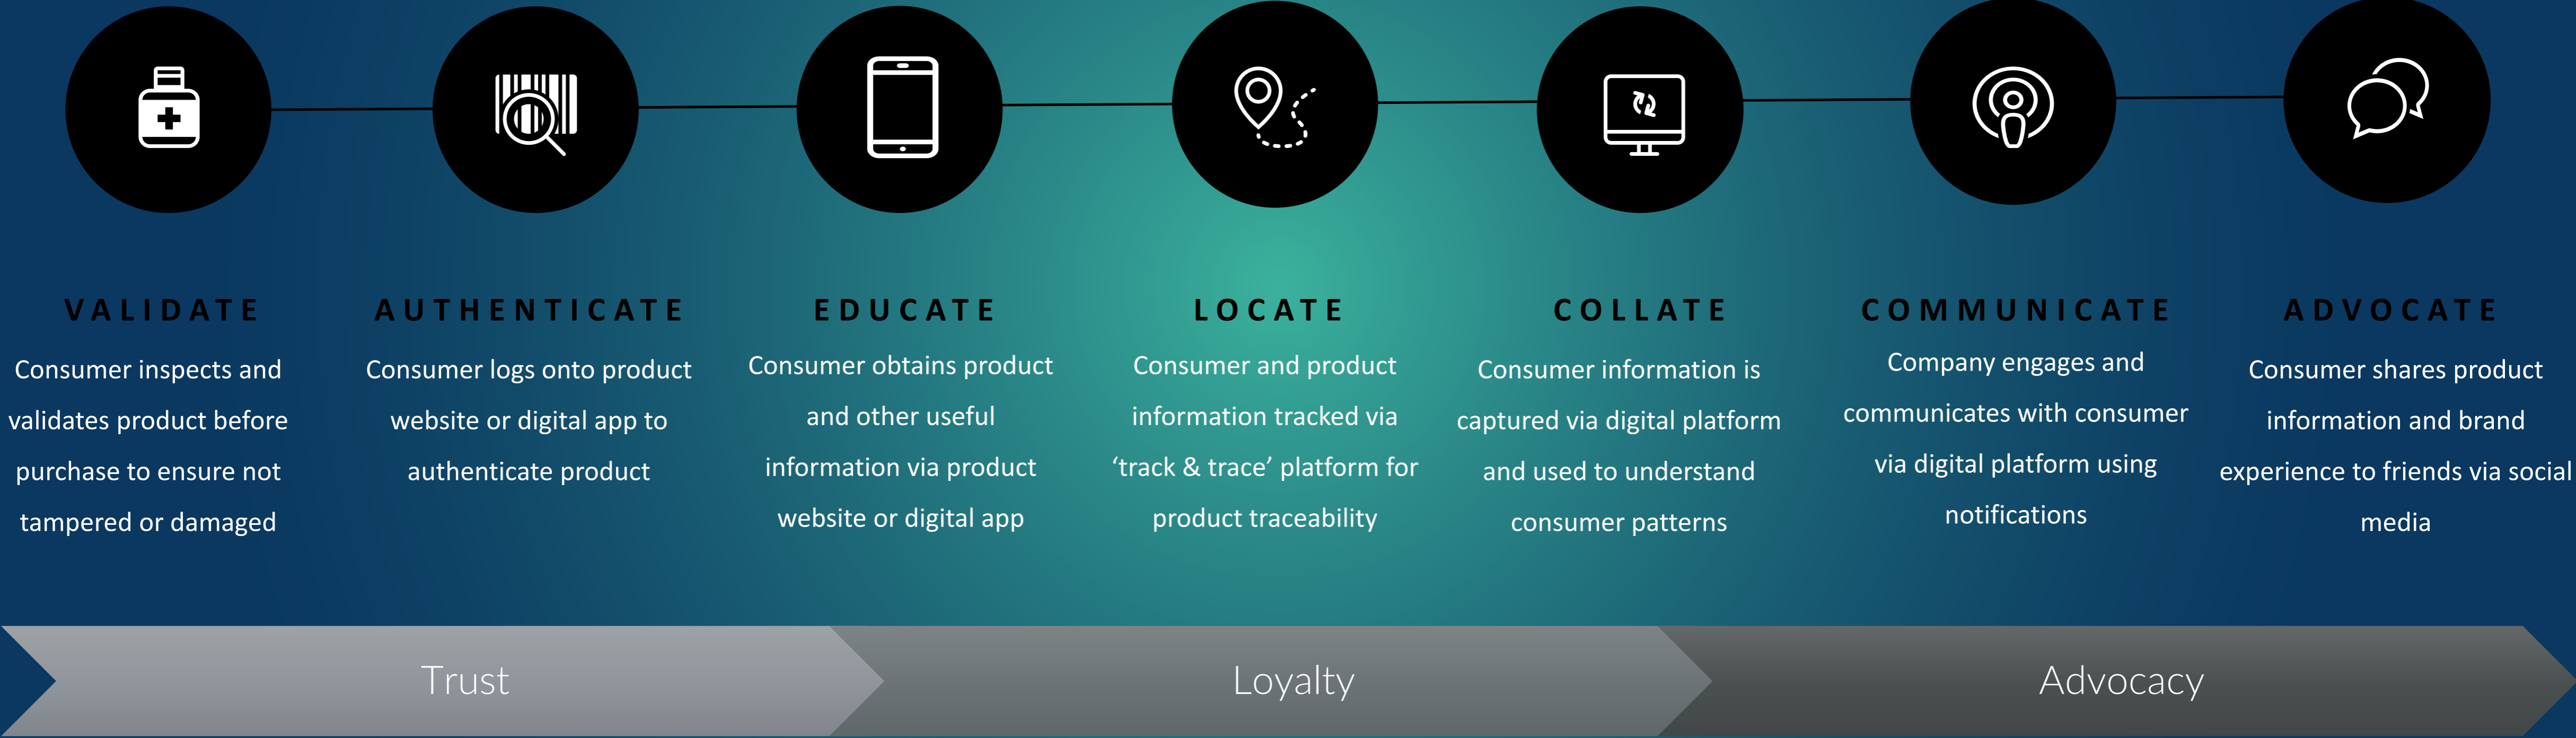 VALIDATE
Consumer inspects and
validates product before
purchase to ensure not
tampered or damaged
AUTHENTICATE
Consumer logs onto product
website or digital app to
authenticate product
EDUCATE
Consumer obtains product
and other useful
information via product
website or digital app
LOCATE
Consumer and product
information tracked via
‘track & trace’ platform for
product traceability
COLLATE
Consumer information is
captured via digital platform
and used to understand
consumer patterns
COMMUNICATE
Company engages and
communicates with consumer
via digital platform using
notifications
ADVOCATE
Consumer shares product
information and brand
experience to friends via social
media
Trust
Loyalty
Advocacy